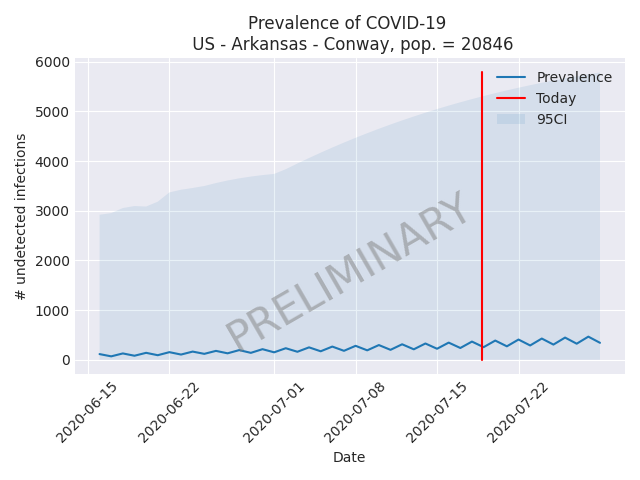 Prevalence of COVID-19
US - Arkansas - Conway, pop. = 20846
6000
5000
4000
3000
2000
1000
0
# undetected infections
Prevalence
Today
95CI
PRELIMINARY
2020-06-15
2020-06-22
2020-07-01
2020-07-08
2020-07-15
2020-07-22
Date